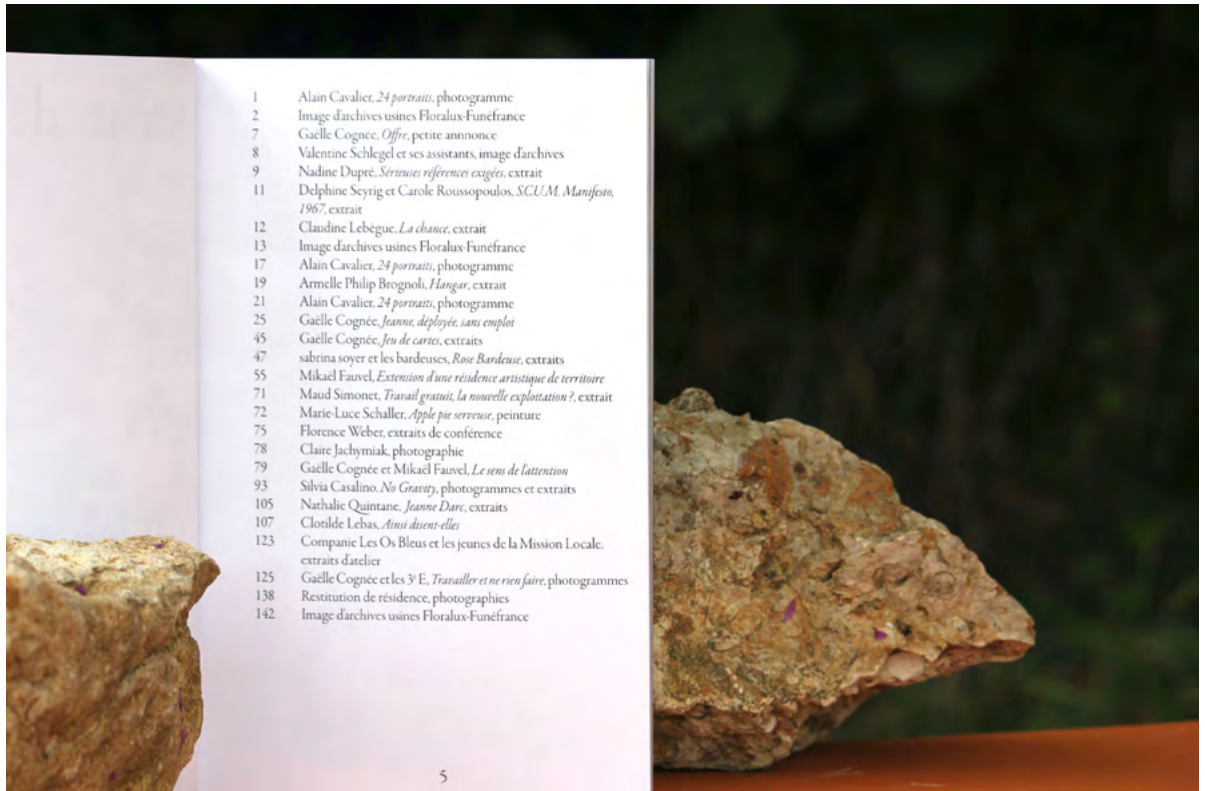 1 Alain Cavalier, 24 portraits, photogramme
2 Image d'archives usines Floralux-Funéfrance
7 Gaëlle Cognée, Offre, petite annnonce
8 Valentine Schlegel et ses assistants, image d'archives
9 Nadine Dupré, Sérieuses références exigées, extrait
11 Delphine Seyrig et Carole Roussopoulos, S.C.U.M. Manifesto,
1967, extrait
12 Claudine Lebègue, La chance, extrait
13 Image d'archives usines Floralux-Funéfrance
17 Alain Cavalier, 24 portraits, photogramme
19 Armelle Philip Brognoli, Hangar, extrait
21 Alain Cavalier, 24 portraits, photogramme
25 Gaëlle Cognée, Jeanne, déployée, sans emploi
45 Gaëlle Cognée, Jeu de cartes, extraits
47 sabrina soyer et les bardeuses, Rose Bardeuse, extraits
55 Mikaël Fauvel, Extension d'une résidence artistique de territoire
71 Maud Simonet, Travail gratuit, la nouvelle exploitation ?, extrait
72 Marie-Luce Schaller, Apple pie serveuse, peinture
75 Florence Weber, extraits de conférence
78 Claire Jachymiak, photographie
79 Gaëlle Cognée et Mikaël Fauvel, Le sens de l'attention
93 Silvia Casalino, No Gravity, photogrammes et extraits
105 Nathalie Quintane, Jeanne Darc, extraits
107 Clotilde Lebas, Ainsi disent-elles
123 Companie Les Os Bleus et les jeunes de la Mission Locale,
extraits d'atelier
125 Gaëlle Cognée et les 3ᵉ E, Travailler et ne rien faire, photogrammes
138 Restitution de résidence, photographies
142 Image d'archives usines Floralux-Funéfrance
5